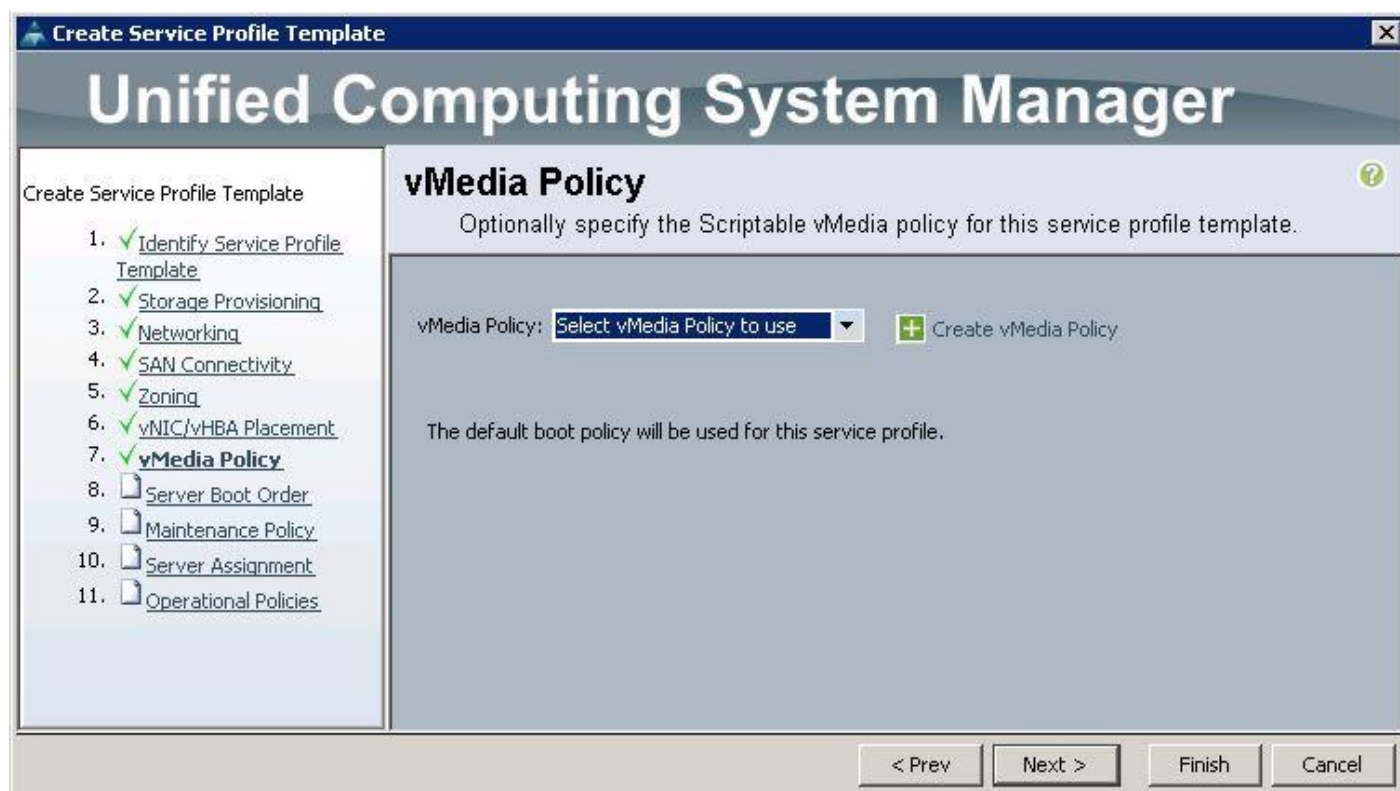 Create Service Profile Template
Unified Computing System Manager
Create Service Profile Template
1. Identify Service Profile
Template
2. Storage Provisioning
3. Networking
4. SAN Connectivity
5. Zoning
6. vNIC/vHBA Placement
7. vMedia Policy
8. Server Boot Order
9. Maintenance Policy
10. Server Assignment
11. Operational Policies
vMedia Policy
Optionally specify the Scriptable vMedia policy for this service profile template.
vMedia Policy: Select vMedia Policy to use Create vMedia Policy
The default boot policy will be used for this service profile.
< Prev Next > Finish Cancel